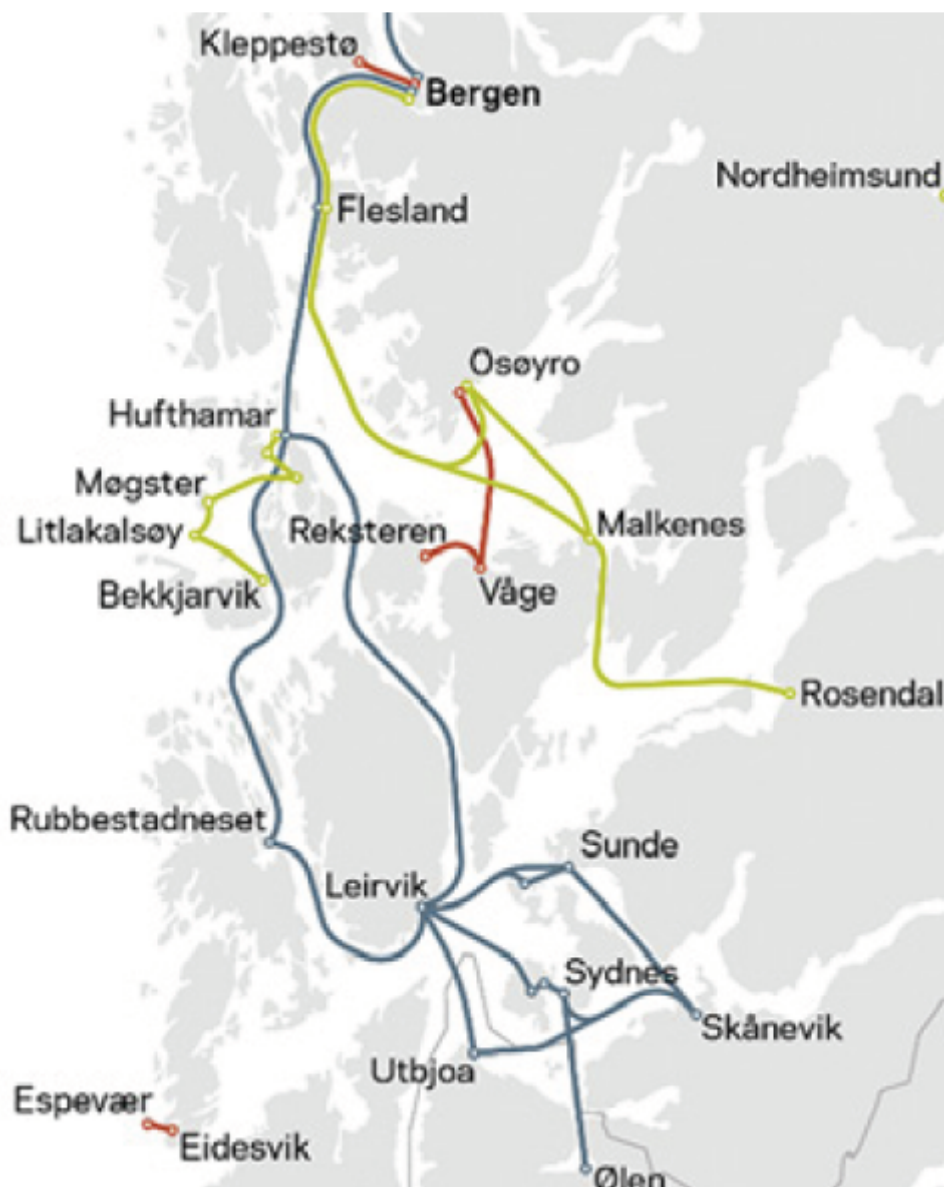 Kleppestø
Bergen
Nordheimsund
Flesland
Osøyro
Hufthamar
Møgster
Litlakalsøy
Reksteren
Malkenes
Bekkjarvik
Våge
Rosendal
Rubbestadneset
Sunde
Leirvik
Sydnes
Skånevik
Utbjoa
Espevær
Eidesvik
Ølen